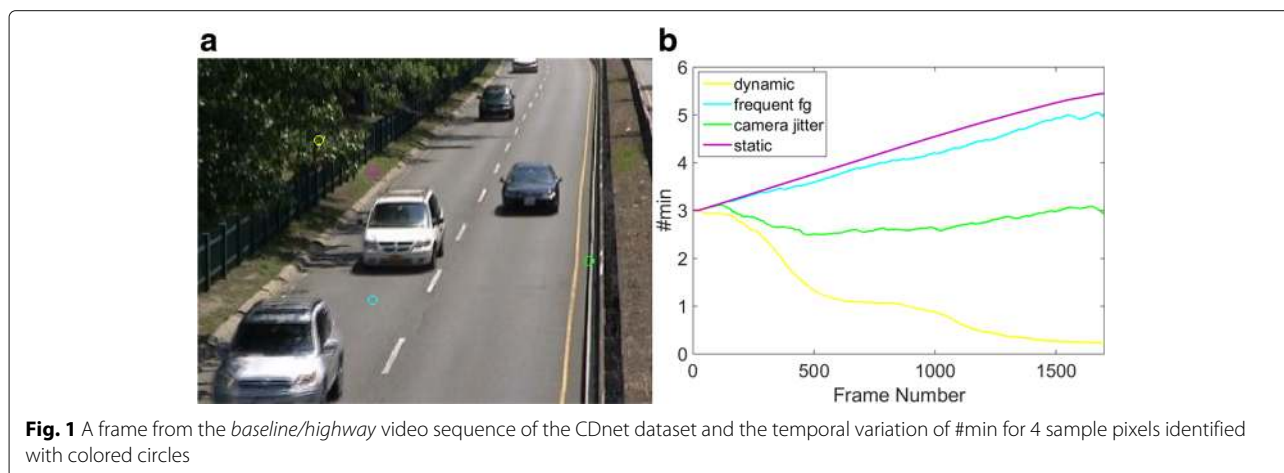 a
b
6
5
4
3
2
1
0
#min
dynamic
frequent fg
camera jitter
static
0
500
1000
1500
Frame Number
Fig. 1 A frame from the baseline/highway video sequence of the CDnet dataset and the temporal variation of #min for 4 sample pixels identified
with colored circles